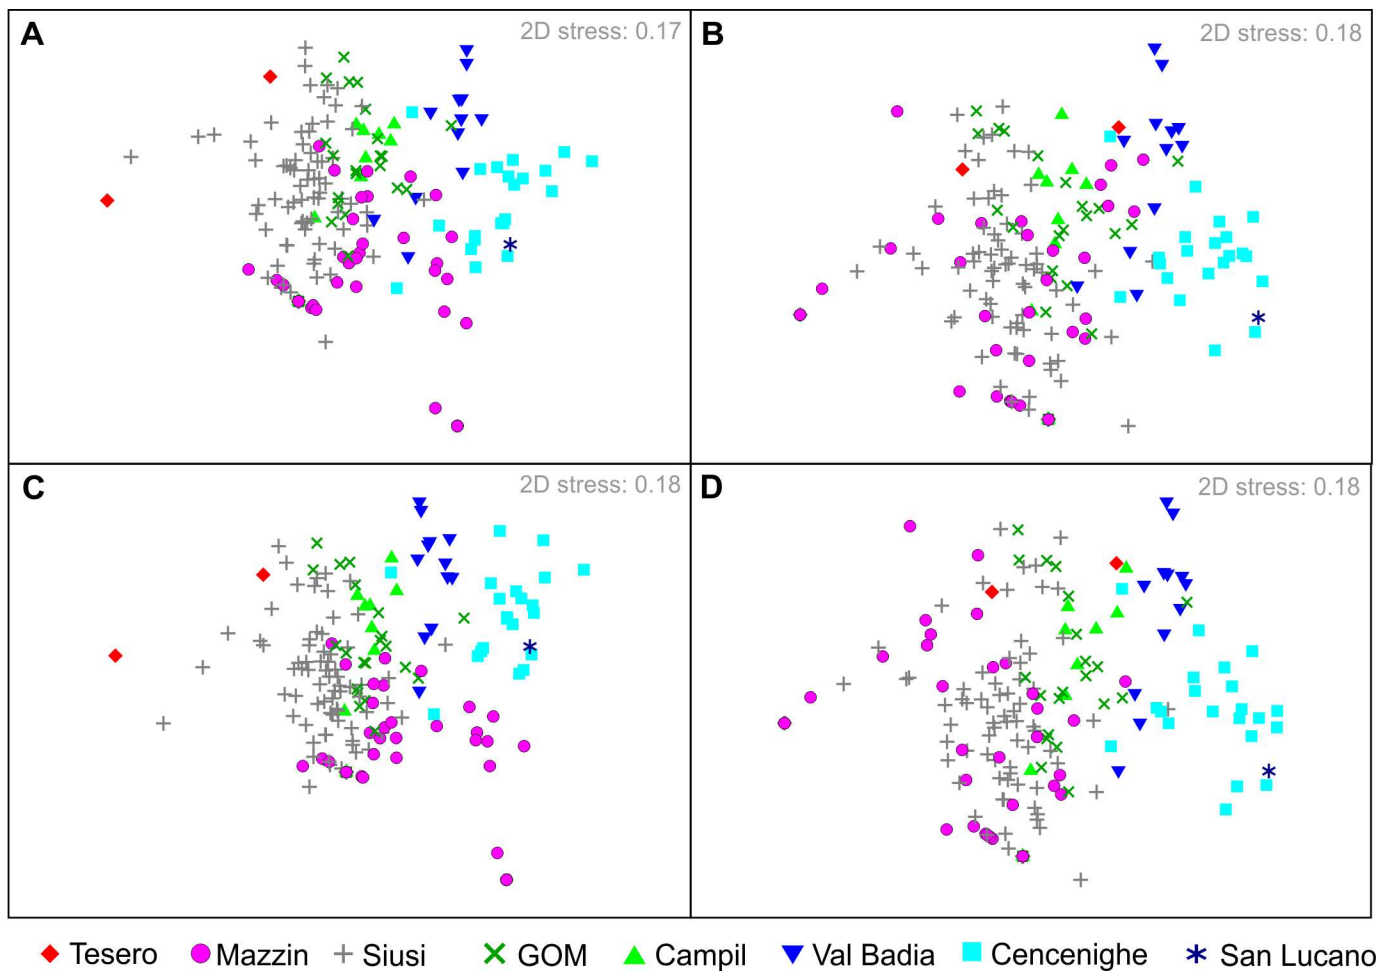 A 2D stress: 0.17
B 2D stress: 0.18
C 2D stress: 0.18
D 2D stress: 0.18
Tesero Mazzin Siusi GOM Campil Val Badia Cencenighe San Lucano